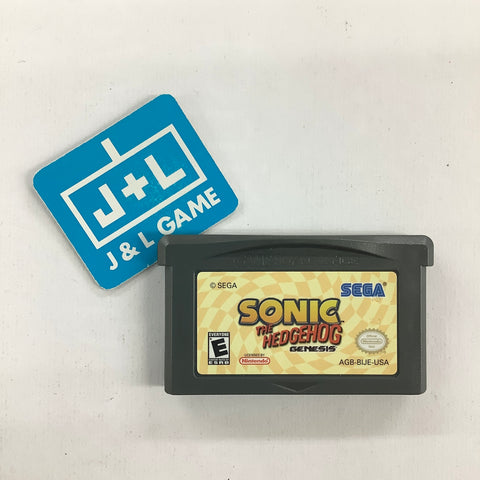 J+L
J & L GAME
GAME BOY ADVANCE
© SEGA
SEGA
SONIC
THE
HEDGEHOG
GENESIS
EVERYONE
E
ESRB
LICENSED BY
Nintendo
AGB-BIJE-USA